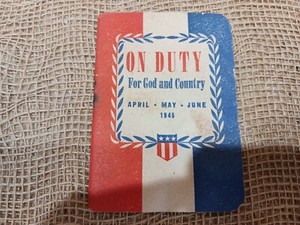 ON DUTY
For God and Country
APRIL • MAY • JUNE
1945